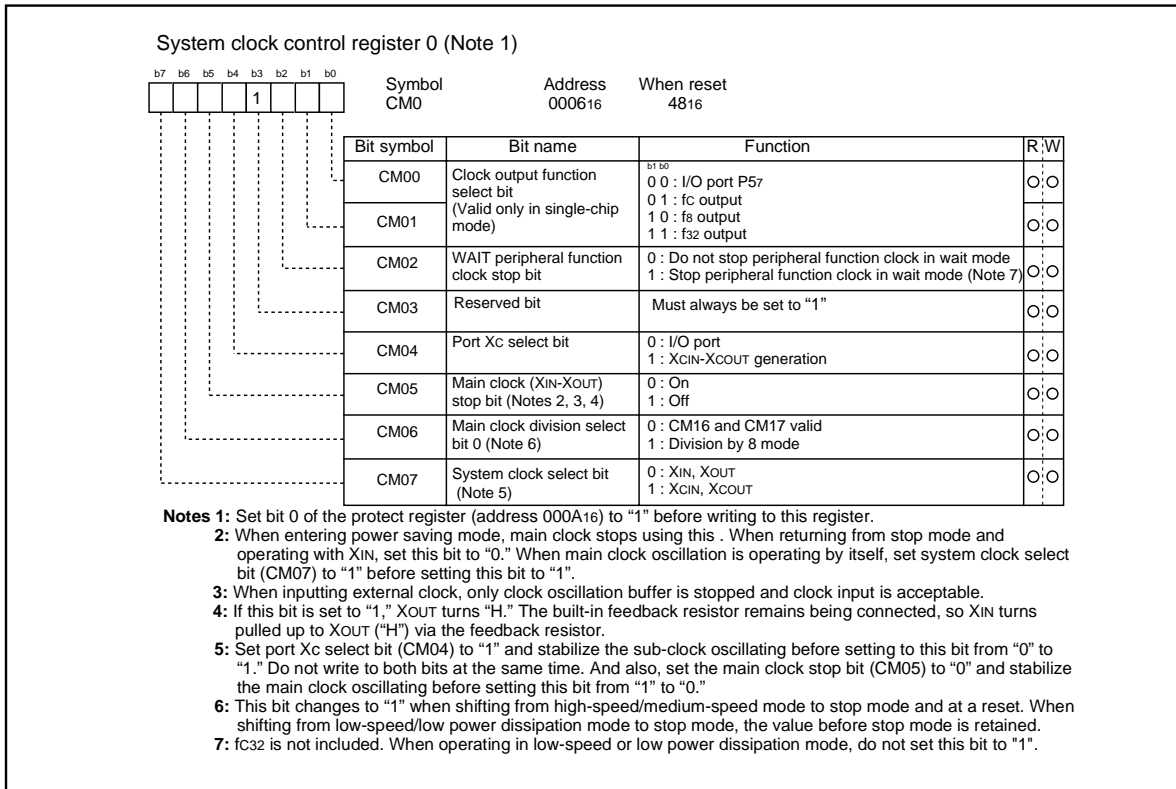 System clock control register 0 (Note 1)
b7 b6 b5 b4 b3 b2 b1 b0
1
Symbol Address When reset
CM0 000616 4816
Bit symbol Bit name Function R W
CM00 Clock output function select bit (Valid only in single-chip mode)
b1 b0
0 0 : I/O port P57
0 1 : fC output
1 0 : f8 output
1 1 : f32 output
CM01
CM02 WAIT peripheral function clock stop bit
0 : Do not stop peripheral function clock in wait mode
1 : Stop peripheral function clock in wait mode (Note 7)
CM03 Reserved bit Must always be set to “1”
CM04 Port XC select bit
0 : I/O port
1 : XCIN-XCOUT generation
CM05 Main clock (XIN-XOUT) stop bit (Notes 2, 3, 4)
0 : On
1 : Off
CM06 Main clock division select bit 0 (Note 6)
0 : CM16 and CM17 valid
1 : Division by 8 mode
CM07 System clock select bit (Note 5)
0 : XIN, XOUT
1 : XCIN, XCOUT
Notes 1: Set bit 0 of the protect register (address 000A16) to “1” before writing to this register.
2: When entering power saving mode, main clock stops using this . When returning from stop mode and
operating with XIN, set this bit to “0.” When main clock oscillation is operating by itself, set system clock select
bit (CM07) to “1” before setting this bit to “1”.
3: When inputting external clock, only clock oscillation buffer is stopped and clock input is acceptable.
4: If this bit is set to “1,” XOUT turns “H.” The built-in feedback resistor remains being connected, so XIN turns
pulled up to XOUT (“H”) via the feedback resistor.
5: Set port XC select bit (CM04) to “1” and stabilize the sub-clock oscillating before setting to this bit from “0” to
“1.” Do not write to both bits at the same time. And also, set the main clock stop bit (CM05) to “0” and stabilize
the main clock oscillating before setting this bit from “1” to “0.”
6: This bit changes to “1” when shifting from high-speed/medium-speed mode to stop mode and at a reset. When
shifting from low-speed/low power dissipation mode to stop mode, the value before stop mode is retained.
7: fC32 is not included. When operating in low-speed or low power dissipation mode, do not set this bit to "1".